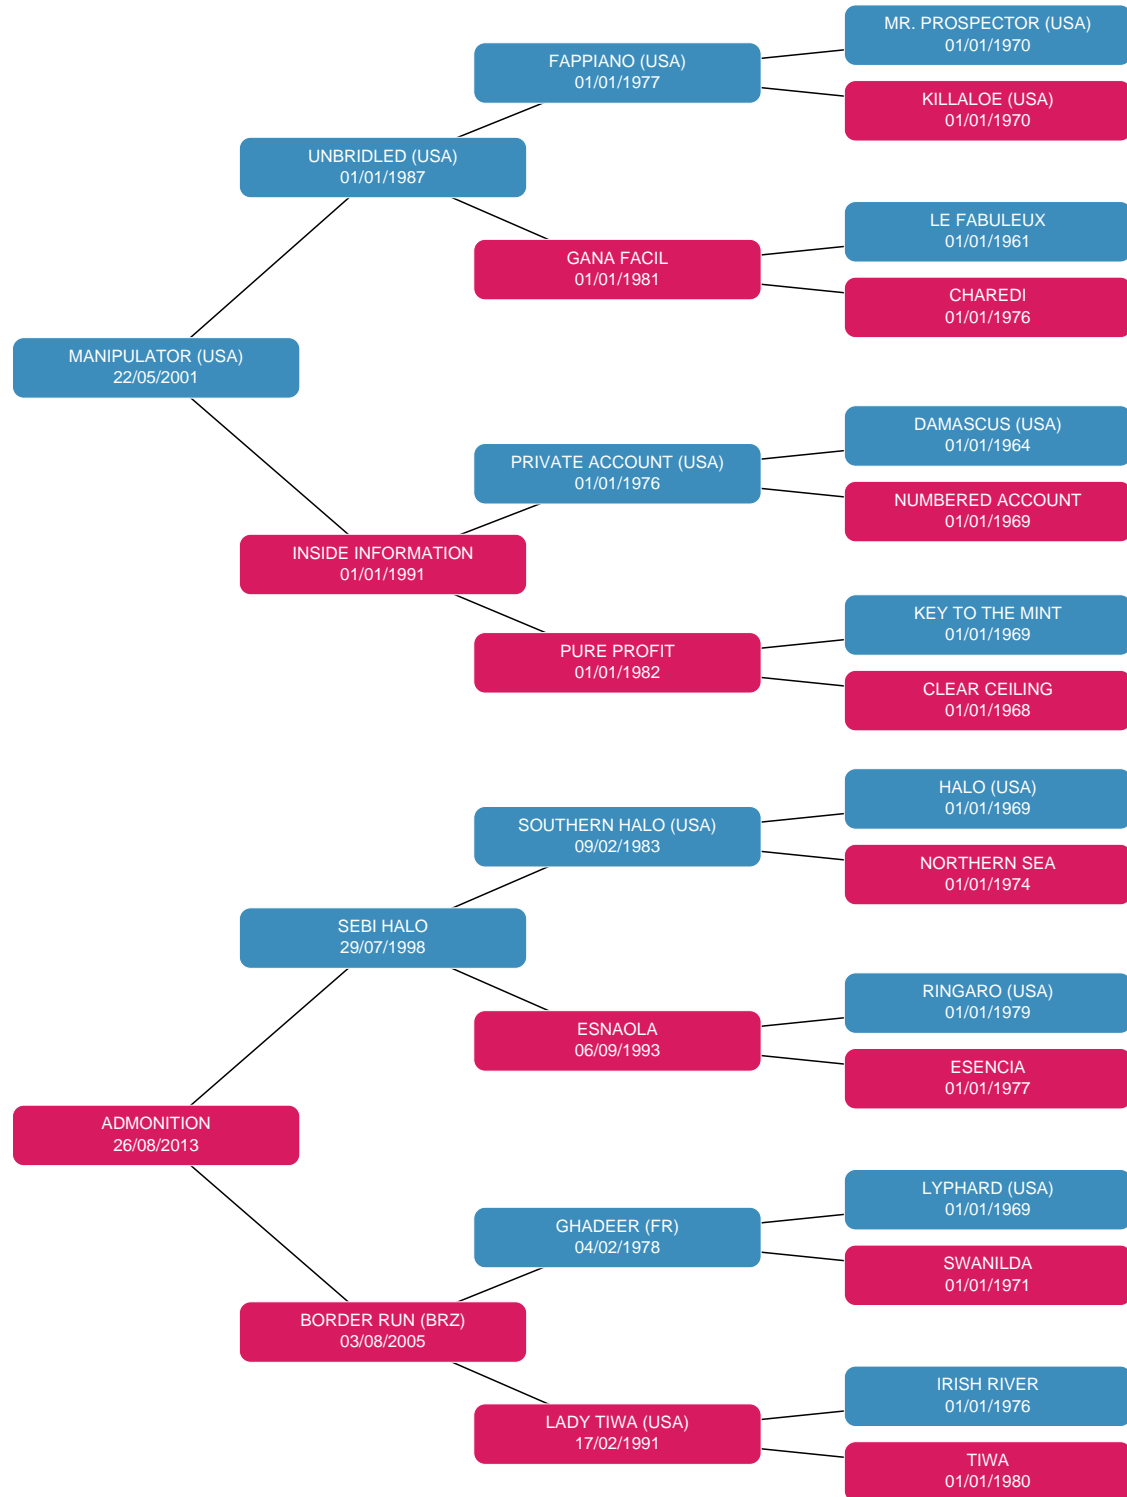 MR. PROSPECTOR (USA)
01/01/1970
FAPPIANO (USA)
01/01/1977
KILLALOE (USA)
01/01/1970
UNBRIDLED (USA)
01/01/1987
LE FABULEUX
01/01/1961
GANA FACIL
01/01/1981
CHAREDI
01/01/1976
MANIPULATOR (USA)
22/05/2001
DAMASCUS (USA)
01/01/1964
PRIVATE ACCOUNT (USA)
01/01/1976
NUMBERED ACCOUNT
01/01/1969
INSIDE INFORMATION
01/01/1991
KEY TO THE MINT
01/01/1969
PURE PROFIT
01/01/1982
CLEAR CEILING
01/01/1968
HALO (USA)
01/01/1969
SOUTHERN HALO (USA)
09/02/1983
NORTHERN SEA
01/01/1974
SEBI HALO
29/07/1998
RINGARO (USA)
01/01/1979
ESNAOLA
06/09/1993
ESENCIA
01/01/1977
ADMONITION
26/08/2013
LYPHARD (USA)
01/01/1969
GHADEER (FR)
04/02/1978
SWANILDA
01/01/1971
BORDER RUN (BRZ)
03/08/2005
IRISH RIVER
01/01/1976
LADY TIWA (USA)
17/02/1991
TIWA
01/01/1980